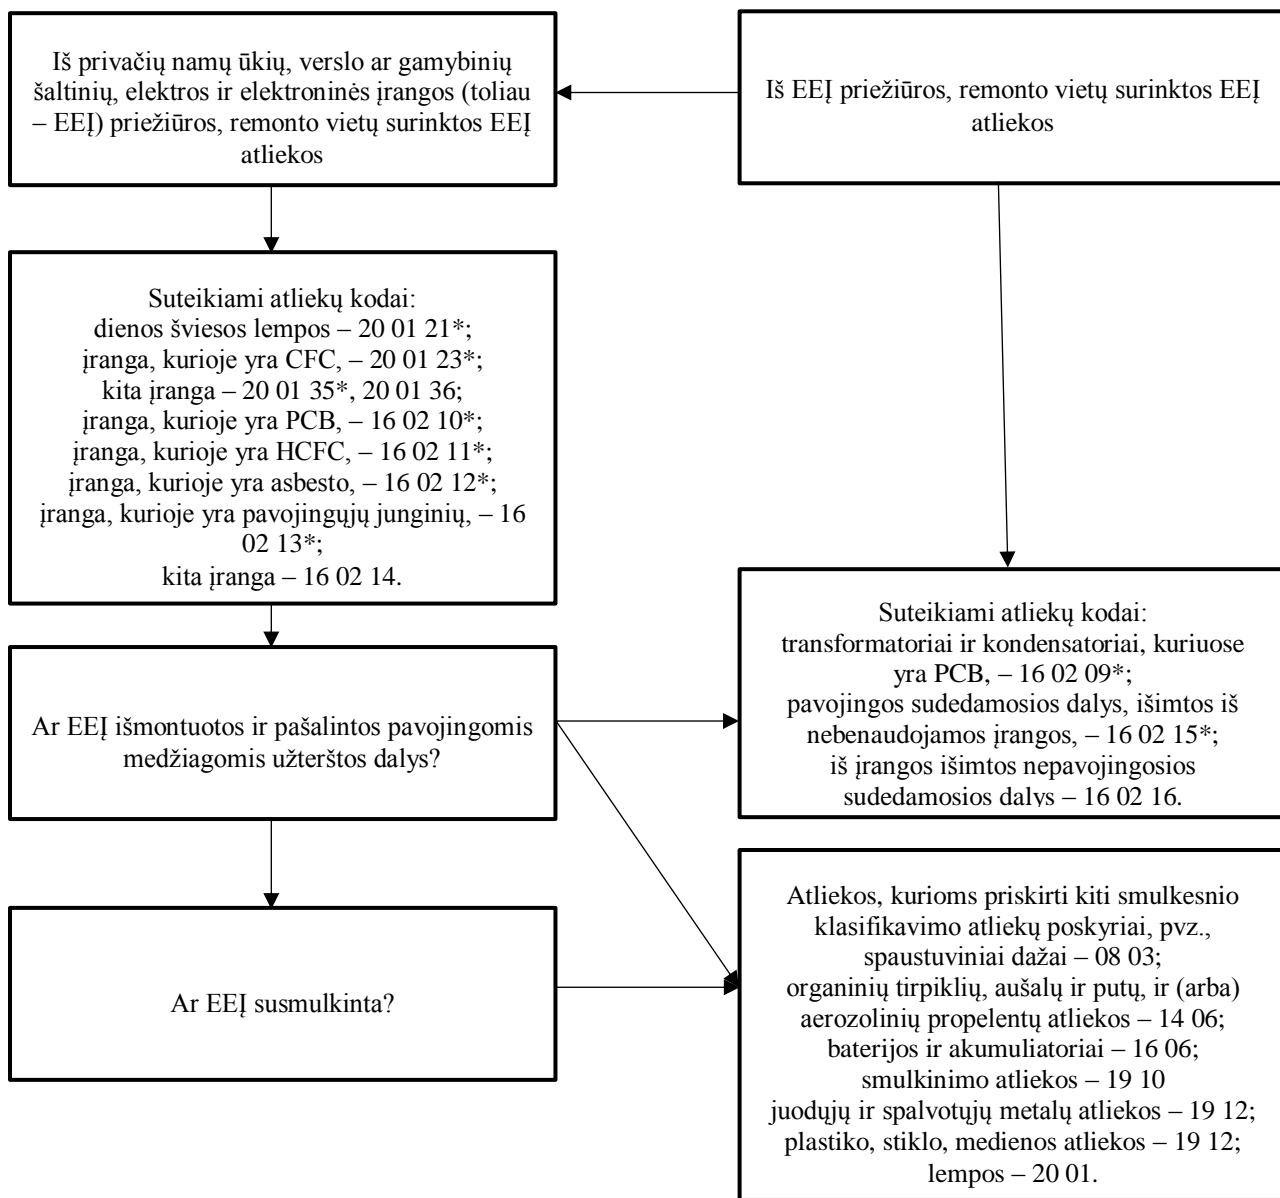 Iš privačių namų ūkių, verslo ar gamybinių
šaltinių, elektros ir elektroninės įrangos (toliau
– EEĮ) priežiūros, remonto vietų surinktos EEĮ
atliekos
Iš EEĮ priežiūros, remonto vietų surinktos EEĮ
atliekos
Suteikiami atliekų kodai:
dienos šviesos lempos – 20 01 21*;
įranga, kurioje yra CFC, – 20 01 23*;
kita įranga – 20 01 35*, 20 01 36;
įranga, kurioje yra PCB, – 16 02 10*;
įranga, kurioje yra HCFC, – 16 02 11*;
įranga, kurioje yra asbesto, – 16 02 12*;
įranga, kurioje yra pavojingųjų junginių, – 16
02 13*;
kita įranga – 16 02 14.
Suteikiami atliekų kodai:
transformatoriai ir kondensatoriai, kuriuose
yra PCB, – 16 02 09*;
pavojingos sudedamosios dalys, išimtos iš
nebenaudojamos įrangos, – 16 02 15*;
iš įrangos išimtos nepavojingosios
sudedamosios dalys – 16 02 16.
Ar EEĮ išmontuotos ir pašalintos pavojingomis
medžiagomis užterštos dalys?
Ar EEĮ susmulkinta?
Atliekos, kurioms priskirti kiti smulkesnio
klasifikavimo atliekų poskyriai, pvz.,
spaustuviniai dažai – 08 03;
organinių tirpiklių, aušalų ir putų, ir (arba)
aerozolinių propelentų atliekos – 14 06;
baterijos ir akumuliatoriai – 16 06;
smulkinimo atliekos – 19 10
juodųjų ir spalvotųjų metalų atliekos – 19 12;
plastiko, stiklo, medienos atliekos – 19 12;
lempos – 20 01.